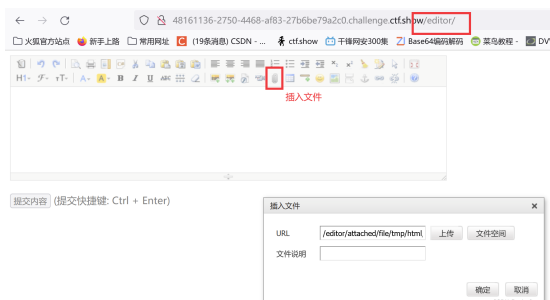 48161136-2750-4468-af83-27b6be79a2c0.challenge.ctf.show/editor/
火狐官方站点 新手上路 常用网址 C (19条消息) CSDN - ... ctf.show 千锋网安300集 Base64编码解码 菜鸟教程 - DV
H1 F T A A B I U ABC
插入文件
提交内容 (提交快捷键: Ctrl + Enter)
插入文件
URL /editor/attached/file/tmp/html, 上传 文件空间
文件说明
确定 取消